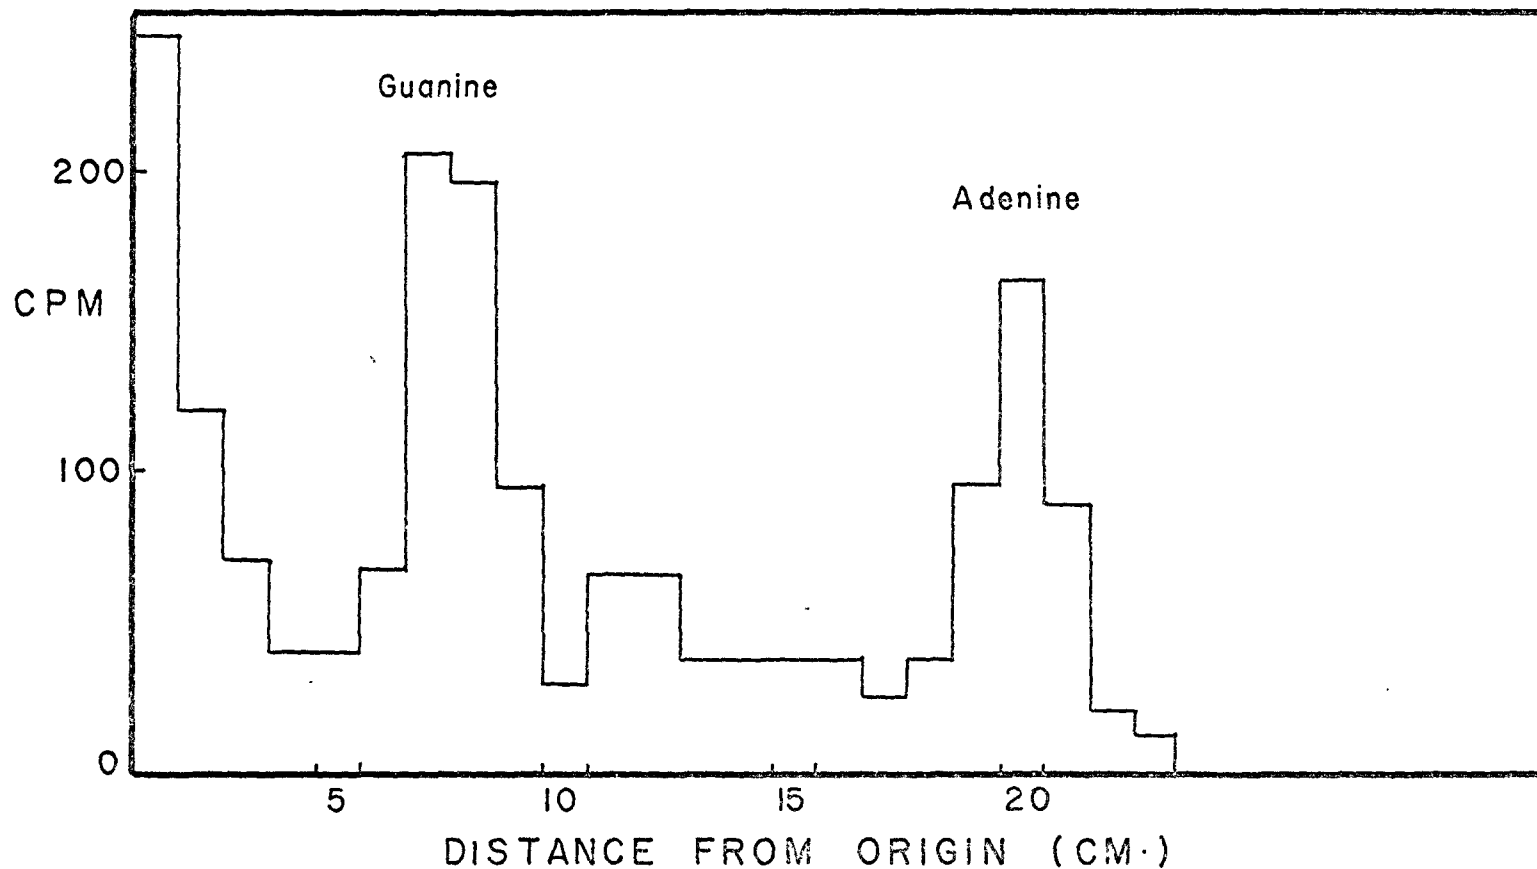 Guanine
200
Adenine
CPM
100
0
5 10 15 20
DISTANCE FROM ORIGIN (CM.)